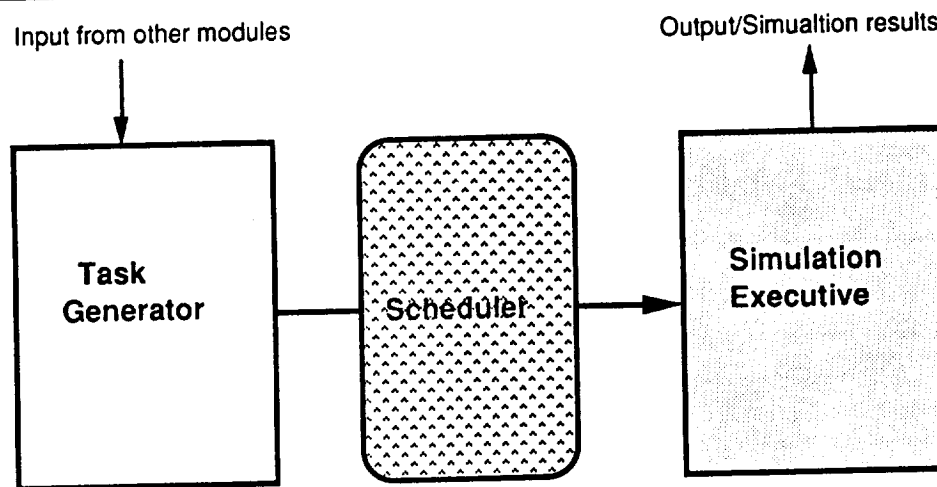 Input from other modules
Output/Simualtion results
Task
Generator
Scheduler
Simulation
Executive